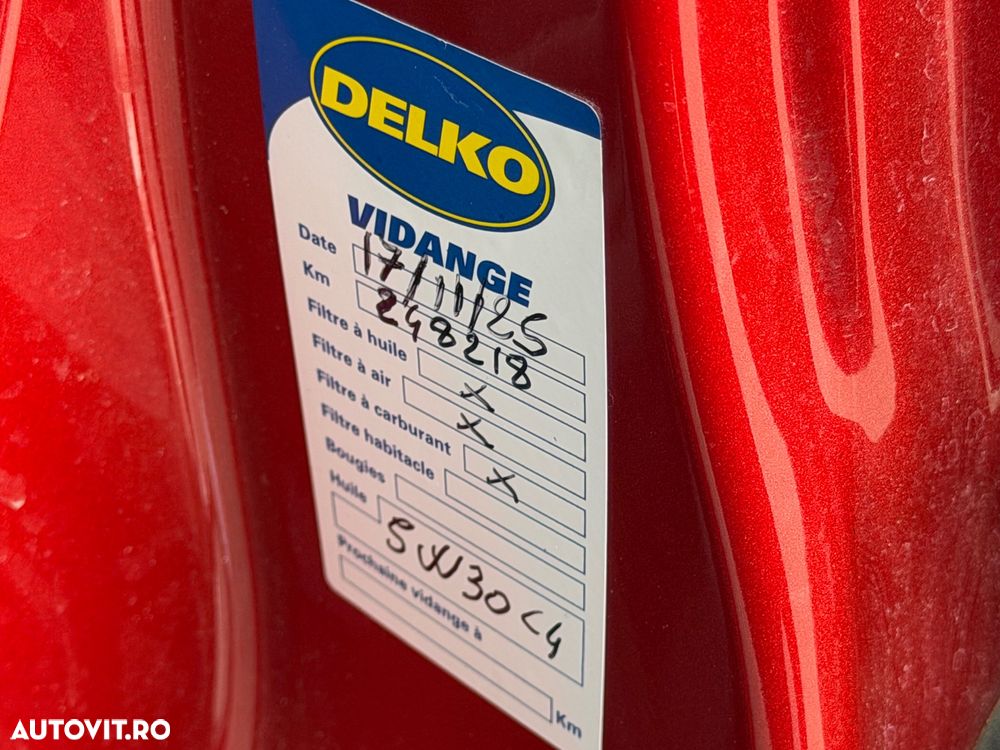 DELKO
VIDANGE
Date 17/11/25
Km 248218
Filtre à huile X
Filtre à air X
Filtre à carburant
Filtre habitacle X
Bougies
Huile 5W30 C4
Prochaine vidange à
Km
AUTOVIT.RO